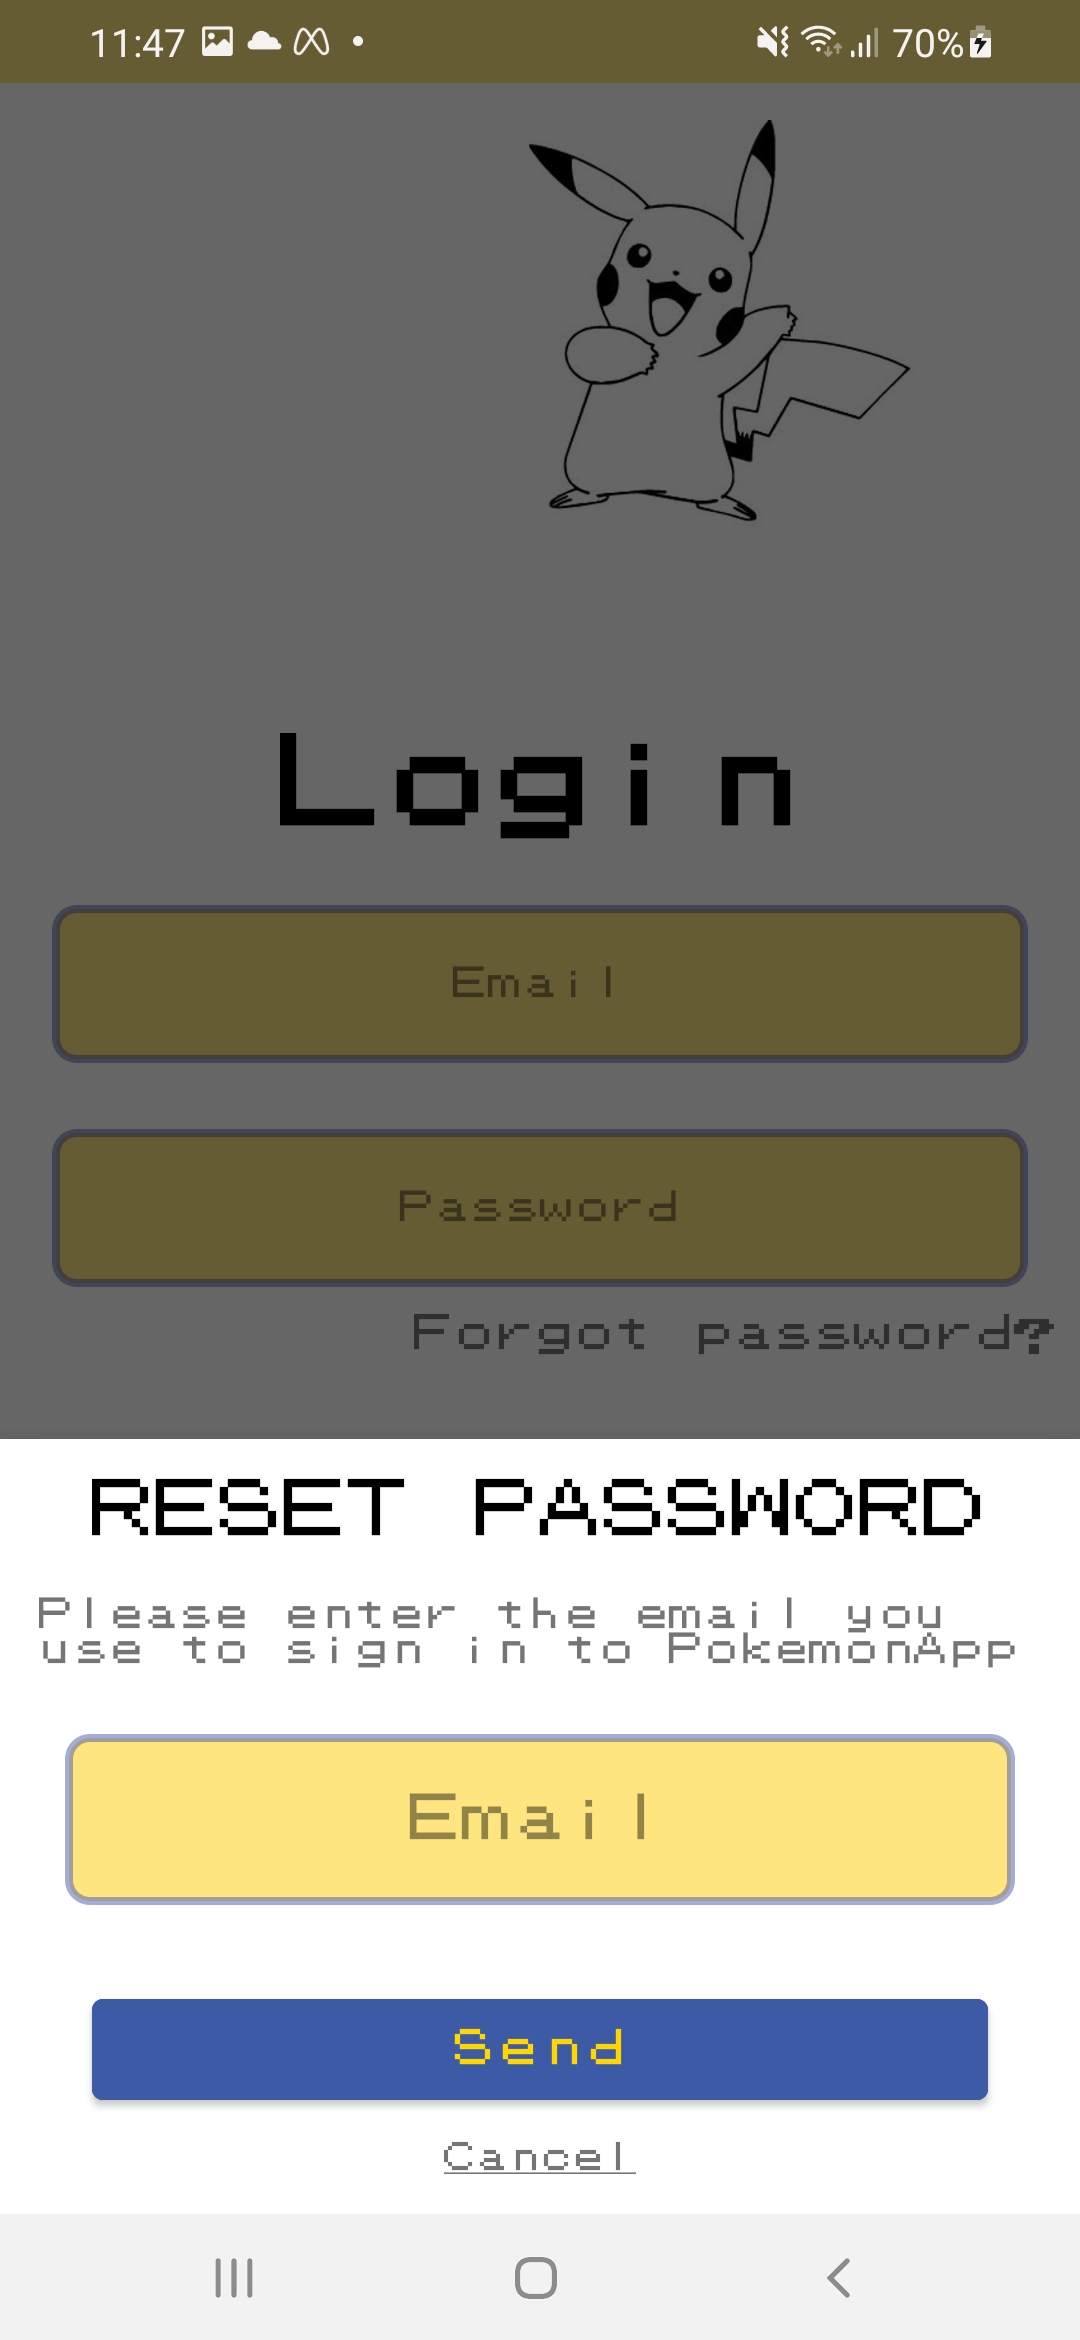 11:47
70%
Login
Email
Password
Forgot password?
RESET PASSWORD
Please enter the email you
use to sign in to PokemonApp
Email
Send
Cancel